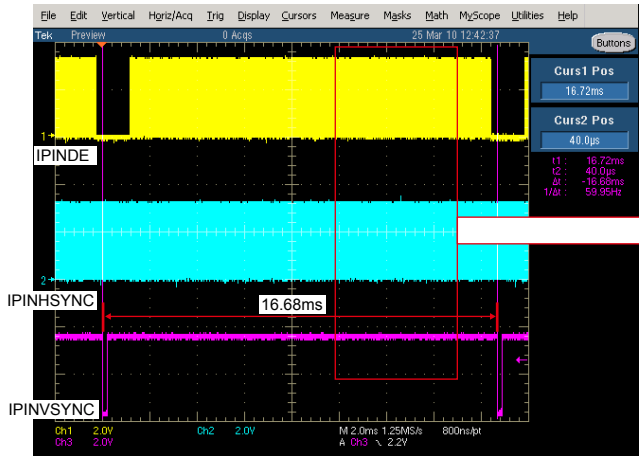 File Edit Vertical Horiz/Acq Trig Display Cursors Measure Masks Math MyScope Utilities Help
Tek Preview 0 Acqs 25 Mar 10 12:42:37
Buttons
Curs1 Pos
16.72ms
Curs2 Pos
40.0µs
t1 : 16.72ms
t2 : 40.0µs
Δt : -16.68ms
1/Δt : 59.95Hz
1
IPINDE
2
IPINHSYNC
16.68ms
IPINVSYNC
Ch1 2.0V Ch2 2.0V M 2.0ms 1.25MS/s 800ns/pt
Ch3 2.0V A Ch3 2.2V